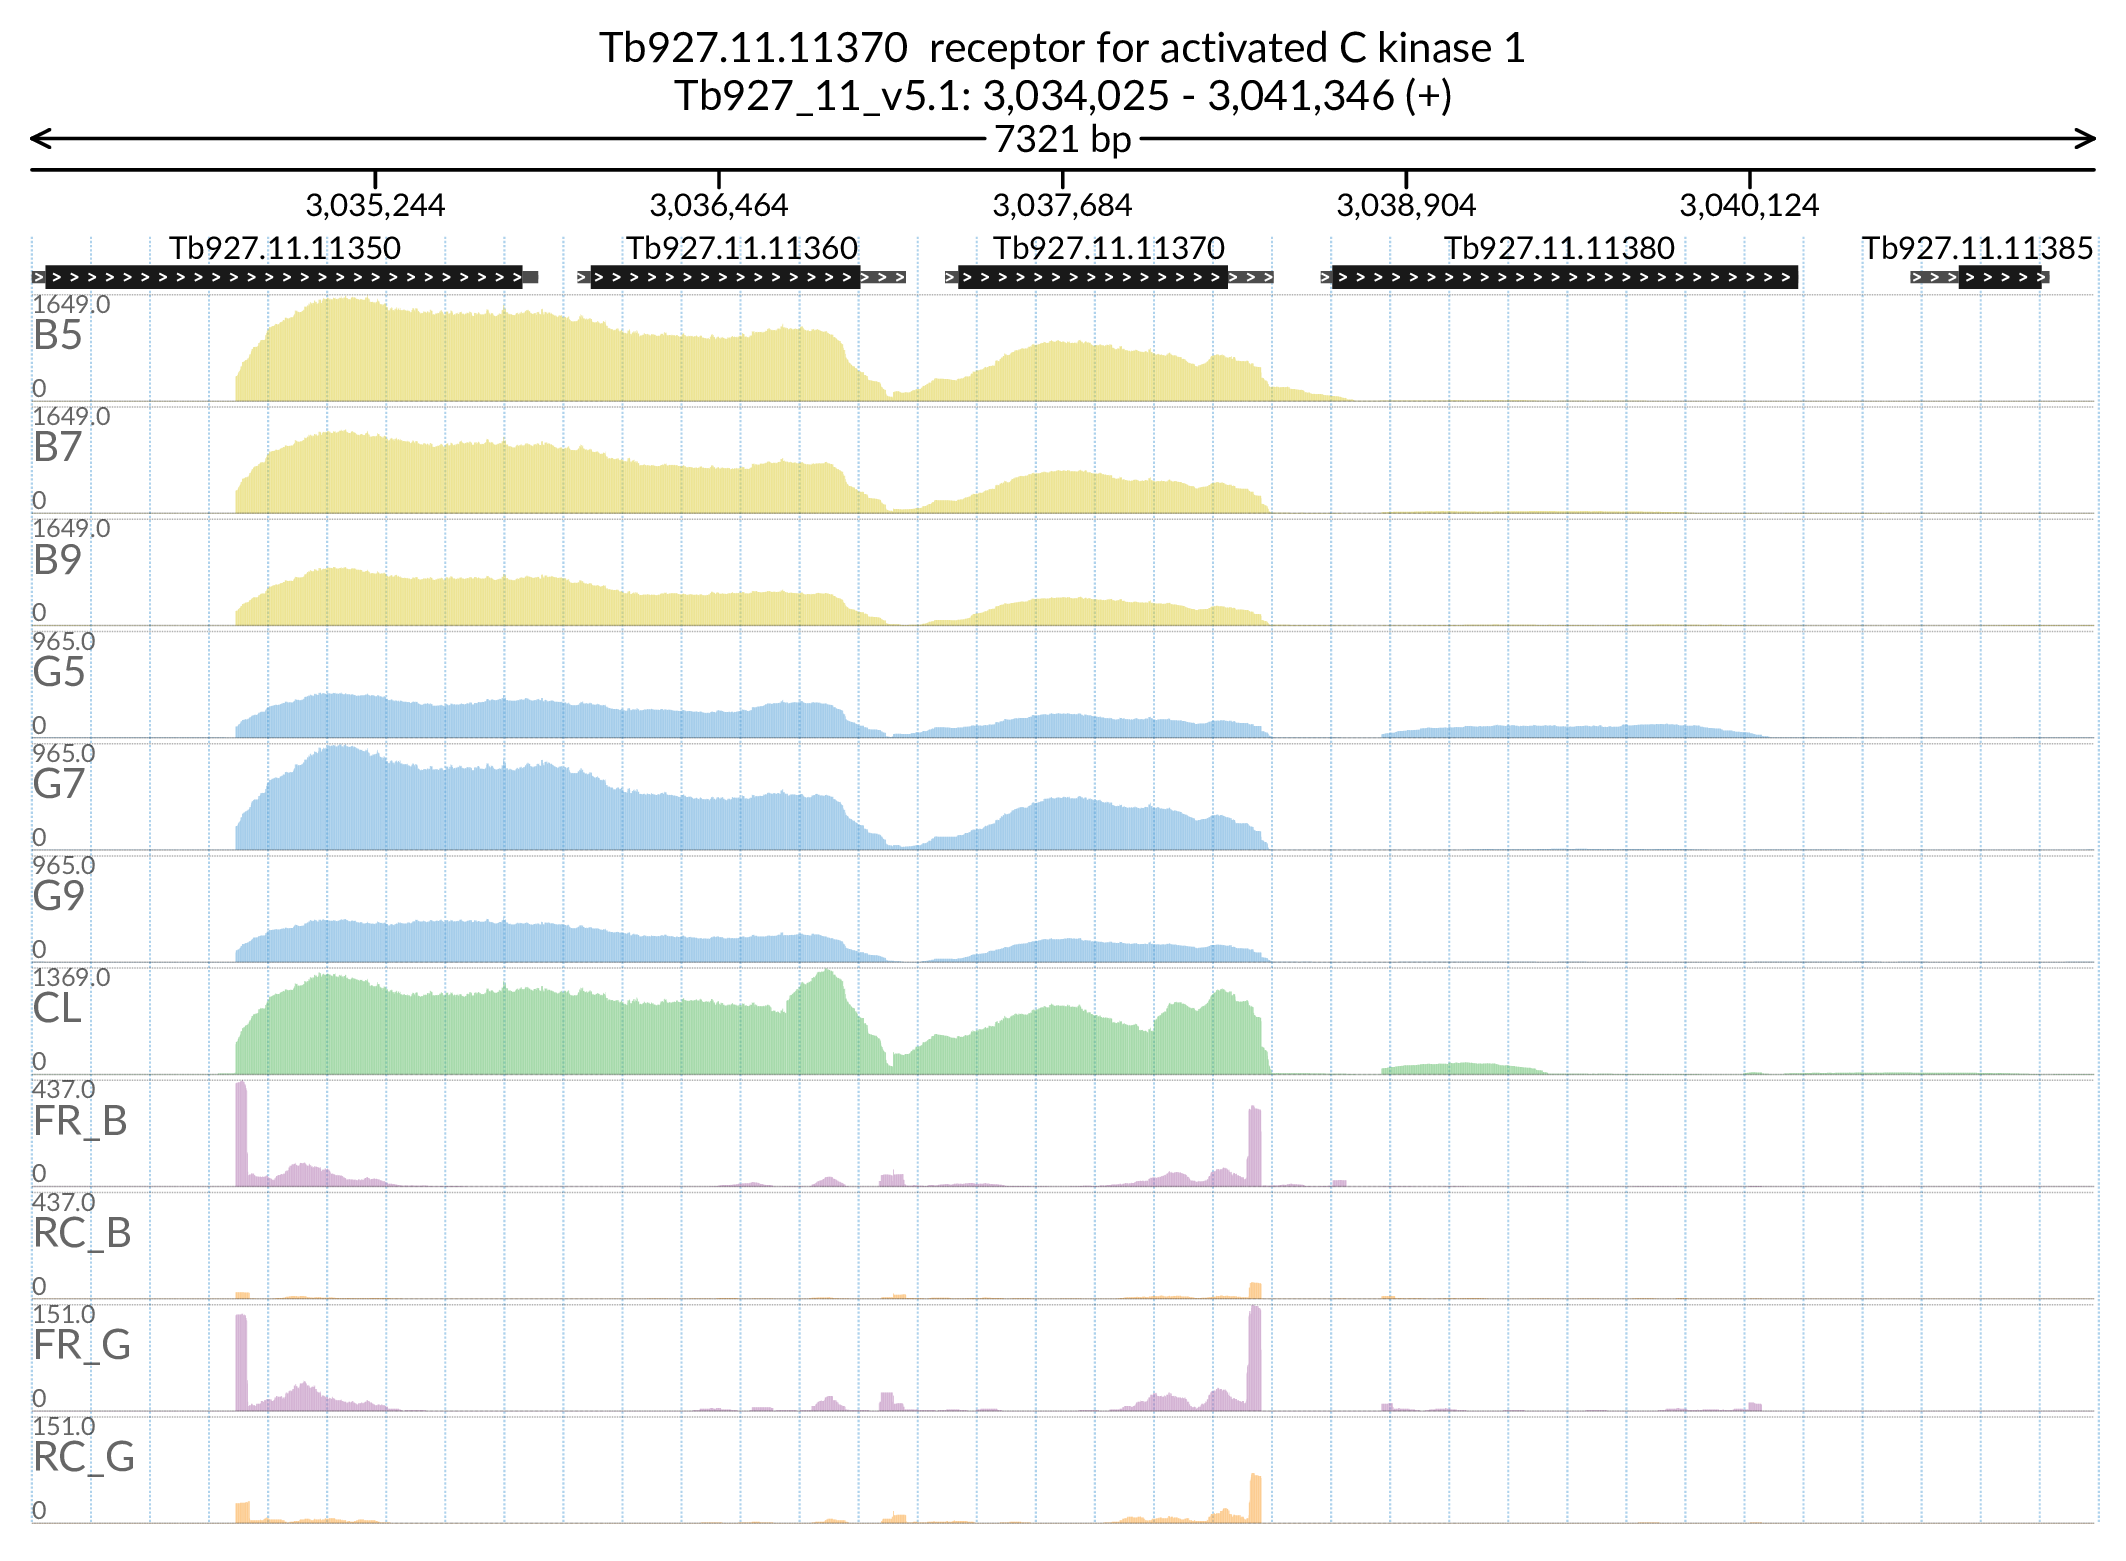 Tb927.11.11370  receptor for activated C kinase 1
Tb927_11_v5.1: 3,034,025 - 3,041,346 (+)
7321 bp
3,035,244 3,036,464 3,037,684 3,038,904 3,040,124
Tb927.11.11350 Tb927.11.11360 Tb927.11.11370 Tb927.11.11380 Tb927.11.11385
1649.0
B5
0
1649.0
B7
0
1649.0
B9
0
965.0
G5
0
965.0
G7
0
965.0
G9
0
1369.0
CL
0
437.0
FR_B
0
437.0
RC_B
0
151.0
FR_G
0
151.0
RC_G
0